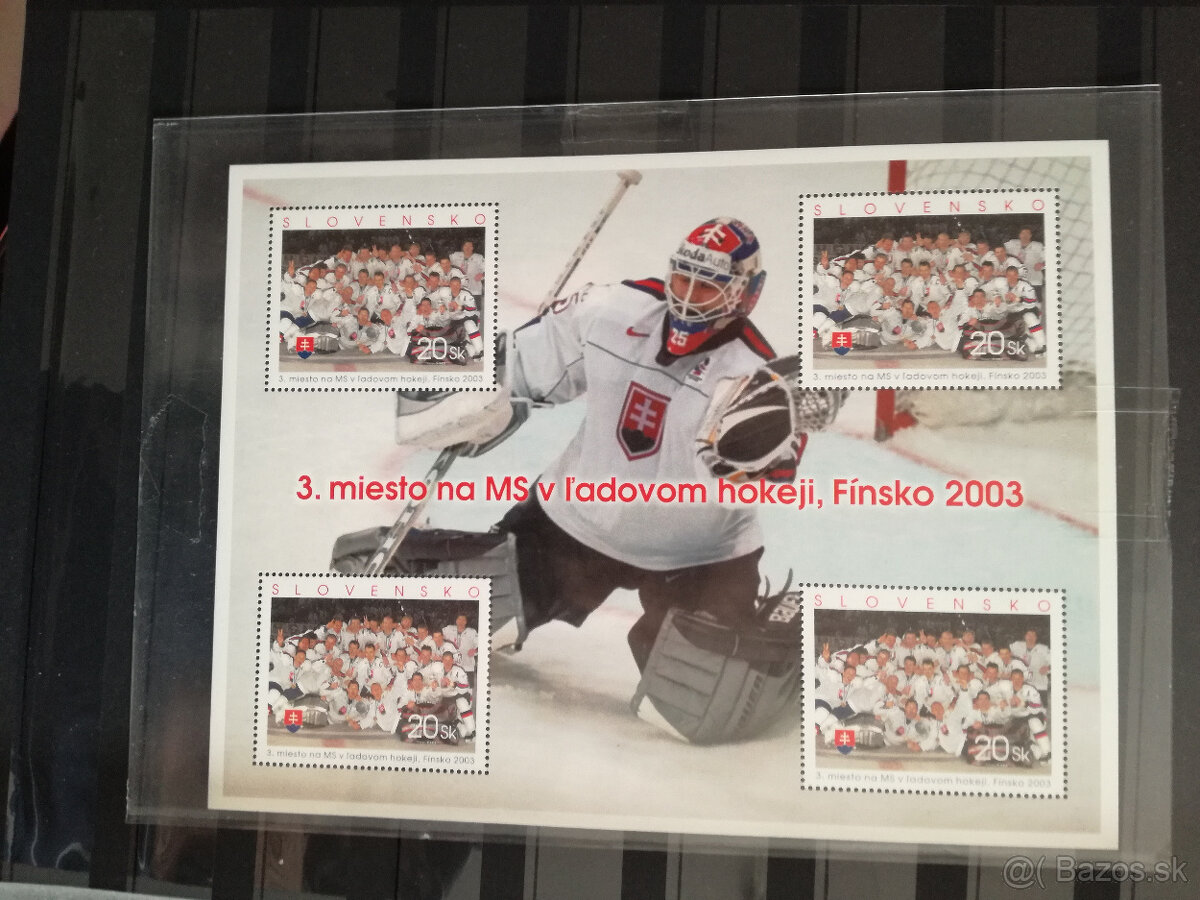 SLOVENSKO
20 Sk
3. miesto na MS v ľadovom hokeji, Fínsko 2003
SLOVENSKO
20 Sk
3. miesto na MS v ľadovom hokeji, Fínsko 2003
25
3. miesto na MS v ľadovom hokeji, Fínsko 2003
SLOVENSKO
20 Sk
3. miesto na MS v ľadovom hokeji, Fínsko 2003
SLOVENSKO
20 Sk
3. miesto na MS v ľadovom hokeji, Fínsko 2003
@( Bazos.sk